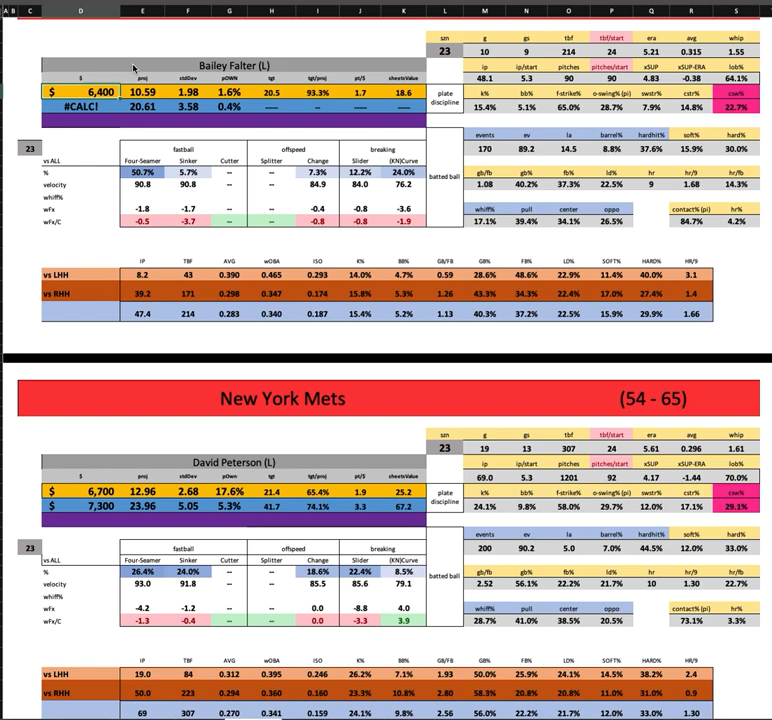 A B C D E F G H I J K L M N O P Q R S
szn g gs tbf tbf/start era avg whip
23 10 9 214 24 5.21 0.315 1.55
Bailey Falter (L) ip ip/start pitches pitches/start xSUP xSUP-ERA lob%
$ proj stdDev pOWN tgt tgt/proj pt/$ sheetsValue 48.1 5.3 90 90 4.83 -0.38 64.1%
$ 6,400 10.59 1.98 1.6% 20.5 93.3% 1.7 18.6 plate discipline k% bb% f-strike% o-swing% (pi) swstr% cstr% csw%
#CALC! 20.61 3.58 0.4% ---- --- ---- 15.4% 5.1% 65.0% 28.7% 7.9% 14.8% 22.7%
events ev la barrel% hardhit% soft% hard%
23 fastball offspeed breaking 170 89.2 14.5 8.8% 37.6% 15.9% 30.0%
vs ALL Four-Seamer Sinker Cutter Splitter Change Slider (KN)Curve
% 50.7% 5.7% -- -- 7.3% 12.2% 24.0% batted ball gb/fb gb% fb% ld% hr hr/9 hr/fb
velocity 90.8 90.8 -- -- 84.9 84.0 76.2 1.08 40.2% 37.3% 22.5% 9 1.68 14.3%
whiff%
wFx -1.8 -1.7 -- -- -0.4 -0.8 -3.6 whiff% pull center oppo contact% (pi) hr%
wFx/C -0.5 -3.7 -- -- -0.8 -0.8 -1.9 17.1% 39.4% 34.1% 26.5% 84.7% 4.2%
IP TBF AVG wOBA ISO K% BB% GB/FB GB% FB% LD% SOFT% HARD% HR/9
vs LHH 8.2 43 0.390 0.465 0.293 14.0% 4.7% 0.59 28.6% 48.6% 22.9% 11.4% 40.0% 3.1
vs RHH 39.2 171 0.298 0.347 0.174 15.8% 5.3% 1.26 43.3% 34.3% 22.4% 17.0% 27.4% 1.4
47.4 214 0.283 0.340 0.187 15.4% 5.2% 1.13 40.3% 37.2% 22.5% 15.9% 29.9% 1.66
New York Mets (54 - 65)
szn g gs tbf tbf/start era avg whip
23 19 13 307 24 5.61 0.296 1.61
David Peterson (L) ip ip/start pitches pitches/start xSUP xSUP-ERA lob%
$ proj stdDev pOwn tgt tgt/proj pt/$ sheetsValue 69.0 5.3 1201 92 4.17 -1.44 70.0%
$ 6,700 12.96 2.68 17.6% 21.4 65.4% 1.9 25.2 plate discipline k% bb% f-strike% o-swing% (pi) swstr% cstr% csw%
$ 7,300 23.96 5.05 5.3% 41.7 74.1% 3.3 67.2 24.1% 9.8% 58.0% 29.7% 12.0% 17.1% 29.1%
events ev la barrel% hardhit% soft% hard%
23 fastball offspeed breaking 200 90.2 5.0 7.0% 44.5% 12.0% 33.0%
vs ALL Four-Seamer Sinker Cutter Splitter Change Slider (KN)Curve
% 26.4% 24.0% -- -- 18.6% 22.4% 8.5% batted ball gb/fb gb% fb% ld% hr hr/9 hr/fb
velocity 93.0 91.8 -- -- 85.5 85.6 79.1 2.52 56.1% 22.2% 21.7% 10 1.30 22.7%
whiff%
wFx -4.2 -1.2 -- -- 0.0 -8.8 4.0 whiff% pull center oppo contact% (pi) hr%
wFx/C -1.3 -0.4 -- -- 0.0 -3.3 3.9 28.7% 41.0% 38.5% 20.5% 73.1% 3.3%
IP TBF AVG wOBA ISO K% BB% GB/FB GB% FB% LD% SOFT% HARD% HR/9
vs LHH 19.0 84 0.312 0.395 0.246 26.2% 7.1% 1.93 50.0% 25.9% 24.1% 14.5% 38.2% 2.4
vs RHH 50.0 223 0.294 0.360 0.160 23.3% 10.8% 2.80 58.3% 20.8% 20.8% 11.0% 31.0% 0.9
69 307 0.270 0.341 0.159 24.1% 9.8% 2.56 56.0% 22.2% 21.7% 12.0% 33.0% 1.30